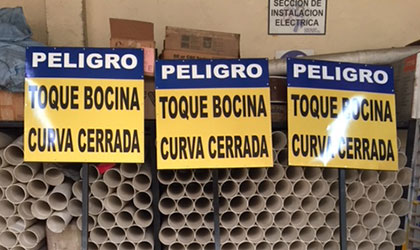 SECCION DE
INSTALACION
ELECTRICA
PELIGRO
TOQUE BOCINA
CURVA CERRADA
PELIGRO
TOQUE BOCINA
CURVA CERRADA
PELIGRO
TOQUE BOCINA
CURVA CERRADA